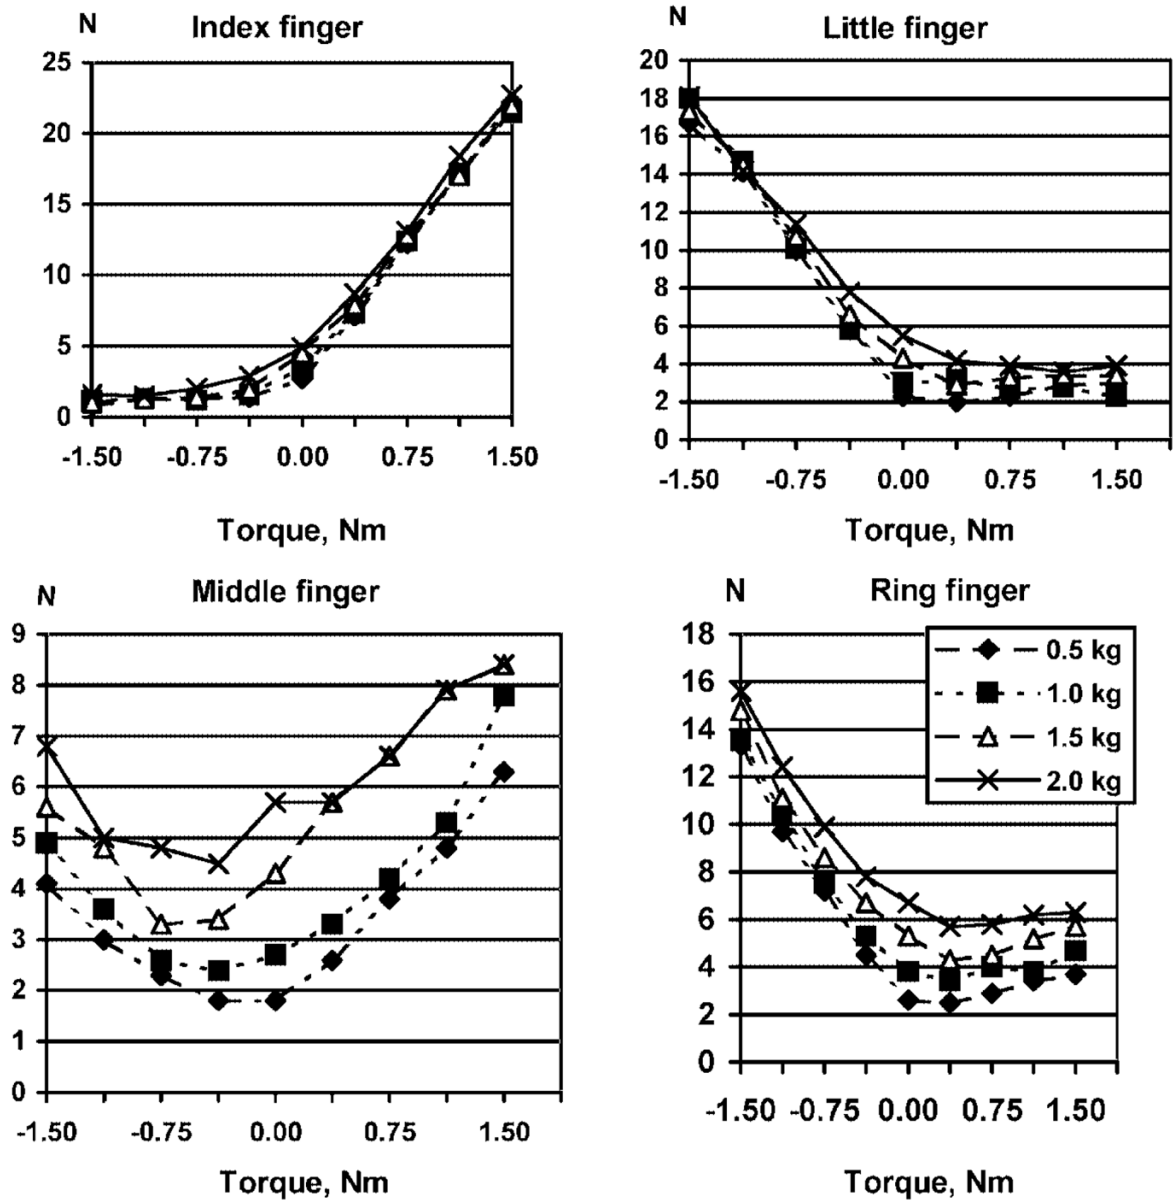 N Index finger
25
20
15
10
5
0
-1.50 -0.75 0.00 0.75 1.50
Torque, Nm
N Little finger
20
18
16
14
12
10
8
6
4
2
0
-1.50 -0.75 0.00 0.75 1.50
Torque, Nm
N Middle finger
9
8
7
6
5
4
3
2
1
0
-1.50 -0.75 0.00 0.75 1.50
Torque, Nm
N Ring finger
18
16
14
12
10
8
6
4
2
0
0.5 kg
1.0 kg
1.5 kg
2.0 kg
-1.50 -0.75 0.00 0.75 1.50
Torque, Nm